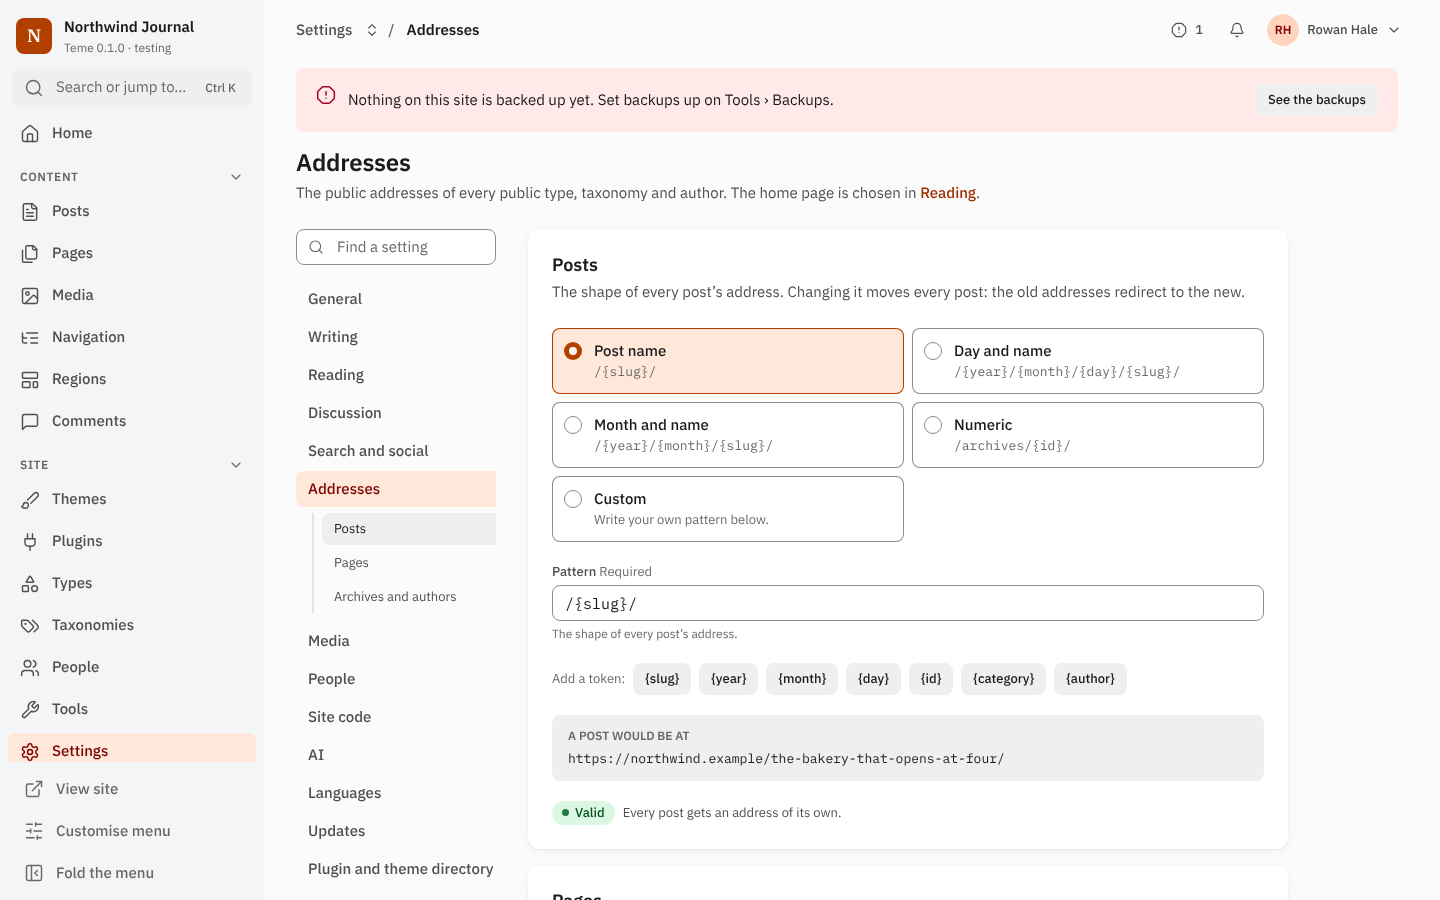 N
Northwind Journal
Teme 0.1.0 · testing
Search or jump to...
Ctrl K
Home
CONTENT
Posts
Pages
Media
Navigation
Regions
Comments
SITE
Themes
Plugins
Types
Taxonomies
People
Tools
Settings
View site
Customise menu
Fold the menu
Settings / Addresses
1
RH
Rowan Hale
Nothing on this site is backed up yet. Set backups up on Tools › Backups.
See the backups
Addresses
The public addresses of every public type, taxonomy and author. The home page is chosen in Reading.
Find a setting
General
Writing
Reading
Discussion
Search and social
Addresses
Posts
Pages
Archives and authors
Media
People
Site code
AI
Languages
Updates
Plugin and theme directory
Posts
The shape of every post’s address. Changing it moves every post: the old addresses redirect to the new.
Post name
/{slug}/
Day and name
/{year}/{month}/{day}/{slug}/
Month and name
/{year}/{month}/{slug}/
Numeric
/archives/{id}/
Custom
Write your own pattern below.
Pattern Required
/{slug}/
The shape of every post’s address.
Add a token: {slug} {year} {month} {day} {id} {category} {author}
A POST WOULD BE AT
https://northwind.example/the-bakery-that-opens-at-four/
Valid
Every post gets an address of its own.
Pages